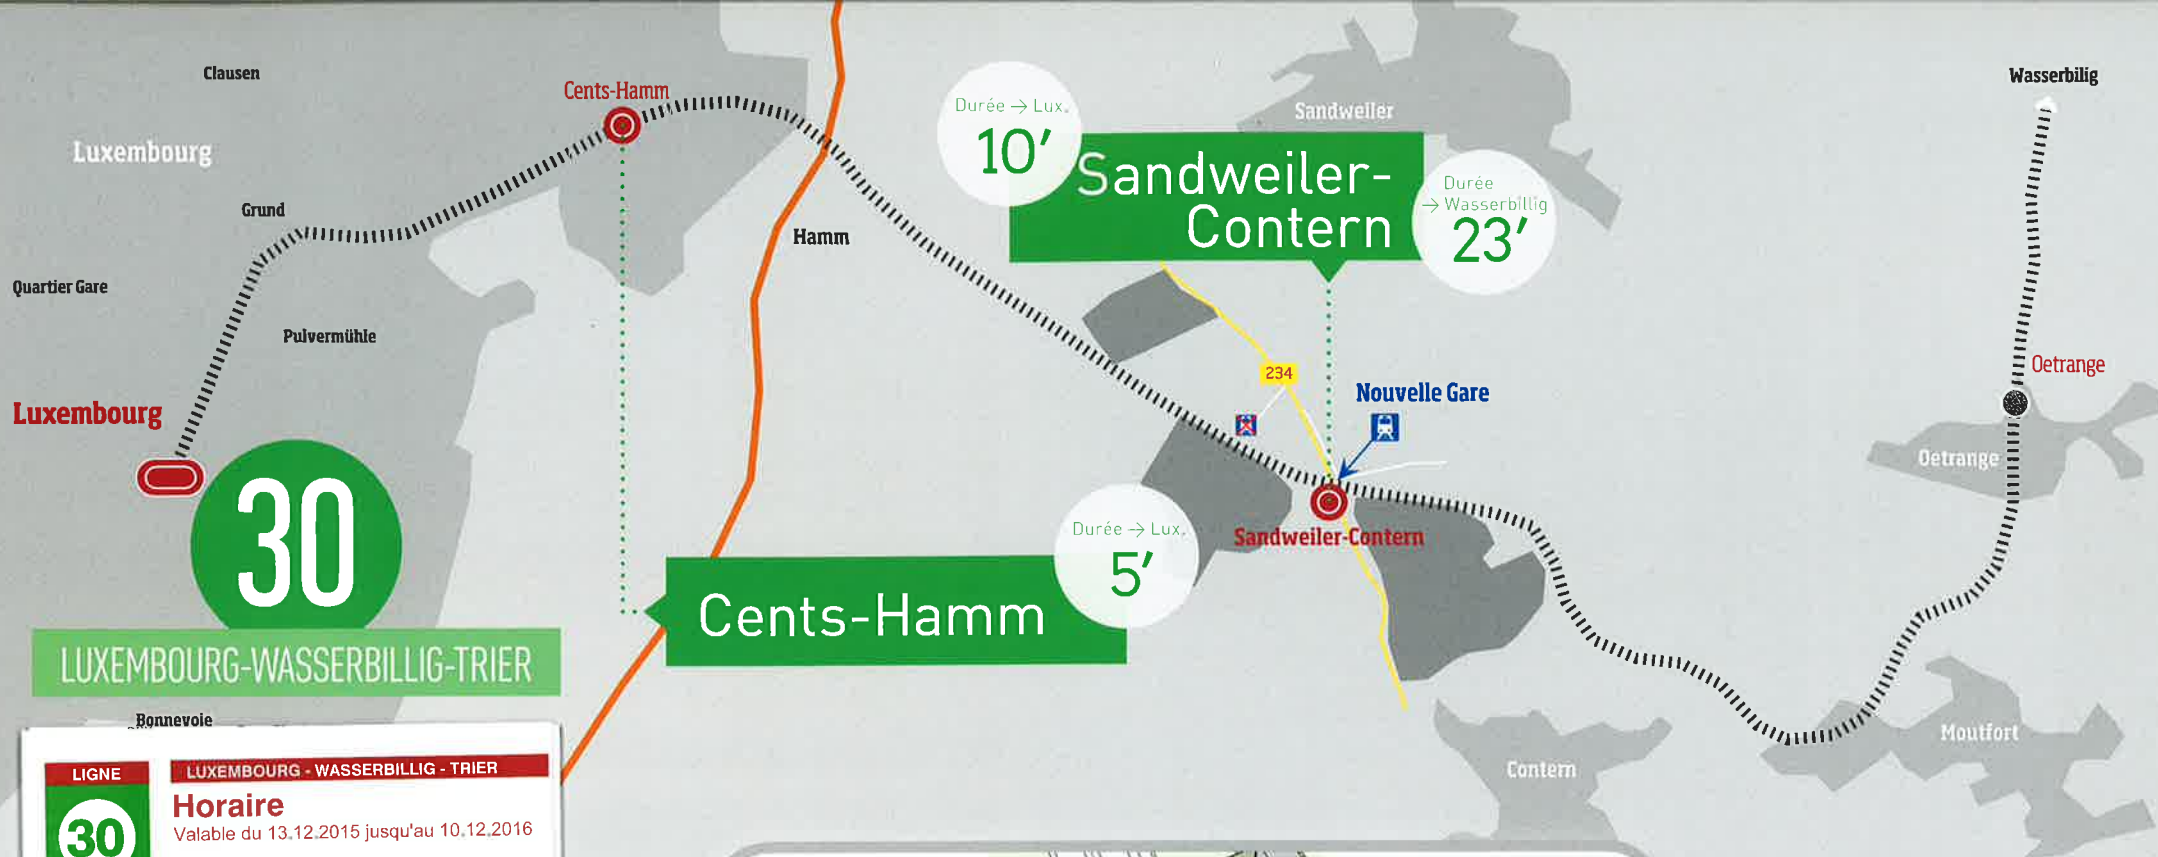 Clausen
Cents-Hamm
Luxembourg
Grund
Quartier Gare
Pulvermühle
Luxembourg
30
LUXEMBOURG-WASSERBILLIG-TRIER
Bonnevoie
LIGNE
30
LUXEMBOURG - WASSERBILLIG - TRIER
Horaire
Valable du 13.12.2015 jusqu'au 10.12.2016
Hamm
Durée → Lux.
10′
Sandweiler
Sandweiler-
Contern
Durée
→ Wasserbillig
23′
234
Nouvelle Gare
Sandweiler-Contern
Durée → Lux.
5′
Cents-Hamm
Contern
Moutfort
Wasserbilig
Oetrange
Oetrange